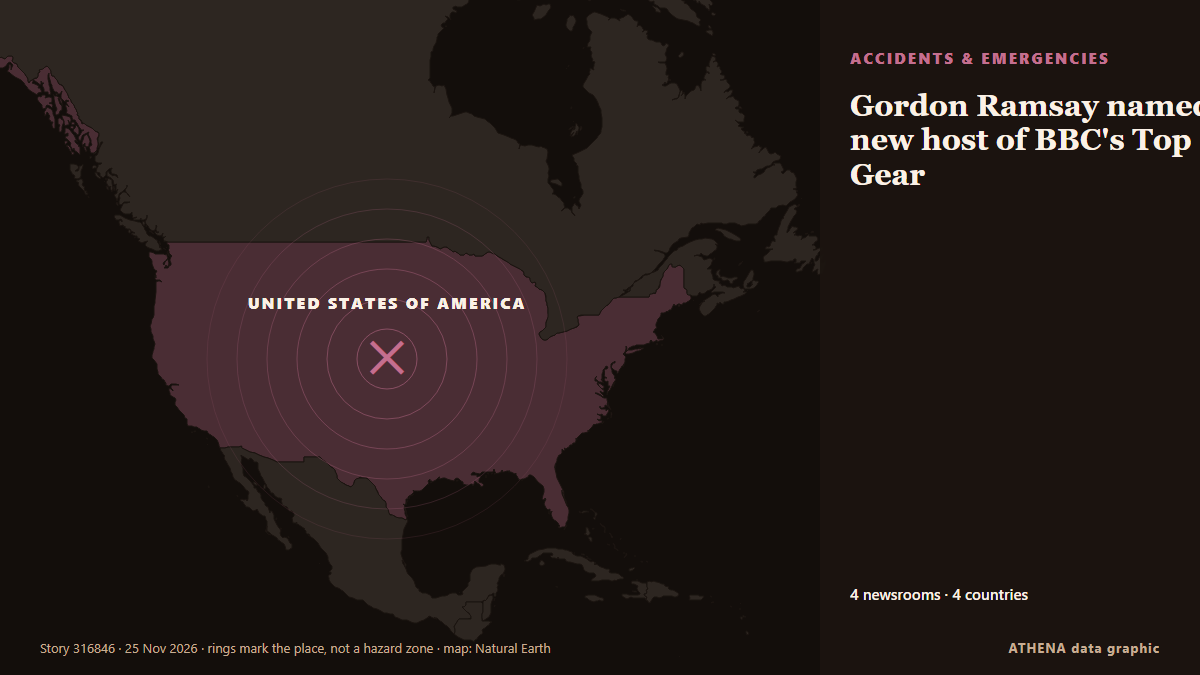 ACCIDENTS & EMERGENCIES
Gordon Ramsay named
new host of BBC's Top
Gear
UNITED STATES OF AMERICA
4 newsrooms · 4 countries
Story 316846 · 25 Nov 2026 · rings mark the place, not a hazard zone · map: Natural Earth
ATHENA data graphic